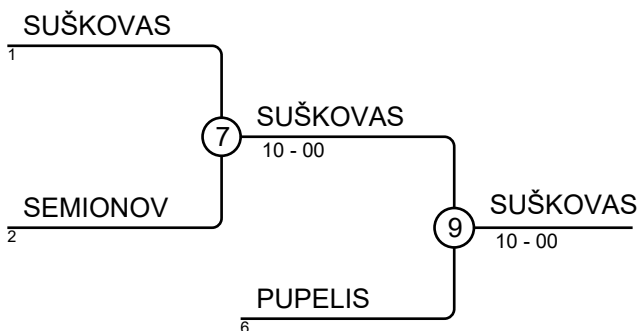 SUŠKOVAS
1
7
SUŠKOVAS
10 - 00
SEMIONOV
2
9
SUŠKOVAS
10 - 00
PUPELIS
6